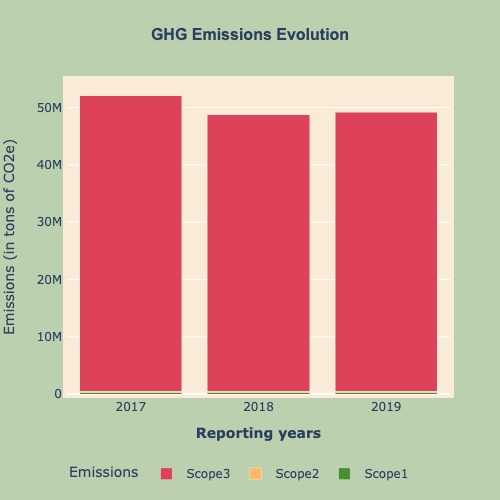 GHG Emissions Evolution
Emissions (in tons of CO2e)
50M
40M
30M
20M
10M
0
2017 2018 2019
Reporting years
Emissions Scope3 Scope2 Scope1